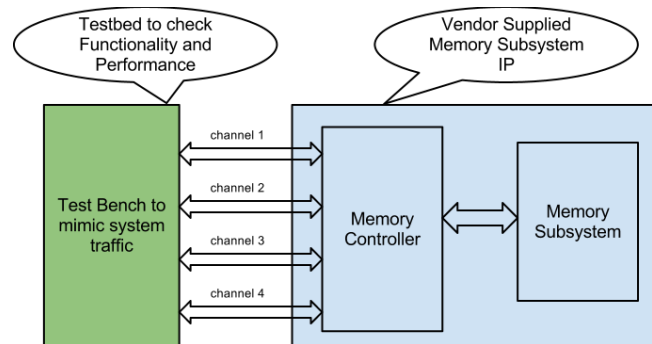 Testbed to check
Functionality and
Performance
Vendor Supplied
Memory Subsystem
IP
channel 1
channel 2
channel 3
channel 4
Test Bench to
mimic system
traffic
Memory
Controller
Memory
Subsystem